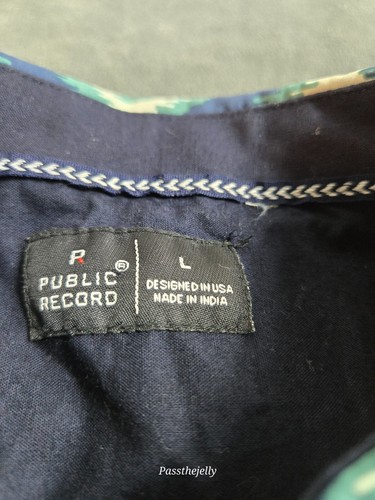 R
PUBLIC ®
RECORD
L
DESIGNED IN USA
MADE IN INDIA
Passthejelly